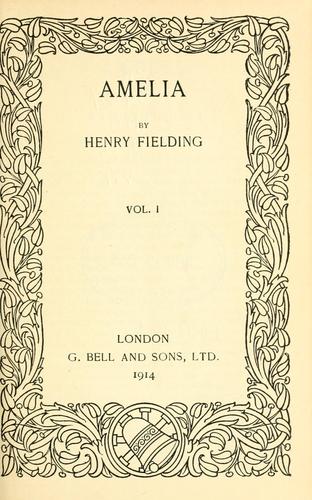 AMELIA
BY
HENRY FIELDING
VOL. I
LONDON
G. BELL AND SONS, LTD.
1914